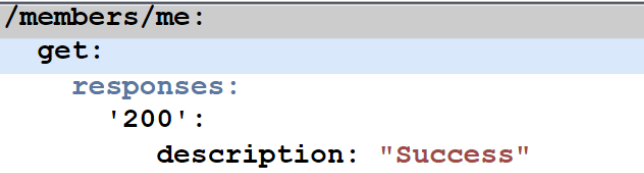 /members/me:
  get:
    responses:
      '200':
        description: "Success"